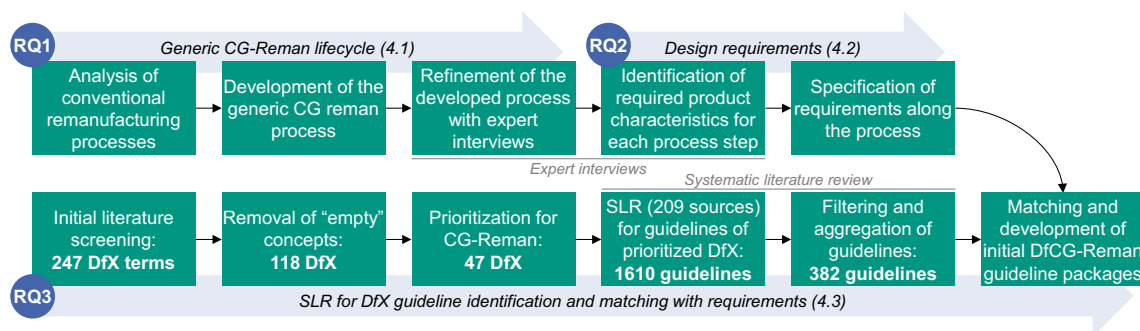 RQ1
Generic CG-Reman lifecycle (4.1)
RQ2
Design requirements (4.2)
Analysis of
conventional
remanufacturing
processes
Development of the
generic CG reman
process
Refinement of the
developed process
with expert
interviews
Identification of
required product
characteristics for
each process step
Specification of
requirements along
the process
Expert interviews
Systematic literature review
Initial literature
screening:
247 DfX terms
Removal of “empty”
concepts:
118 DfX
Prioritization for
CG-Reman:
47 DfX
SLR (209 sources)
for guidelines of
prioritized DfX:
1610 guidelines
Filtering and
aggregation of
guidelines:
382 guidelines
Matching and
development of
initial DfCG-Reman
guideline packages
RQ3
SLR for DfX guideline identification and matching with requirements (4.3)